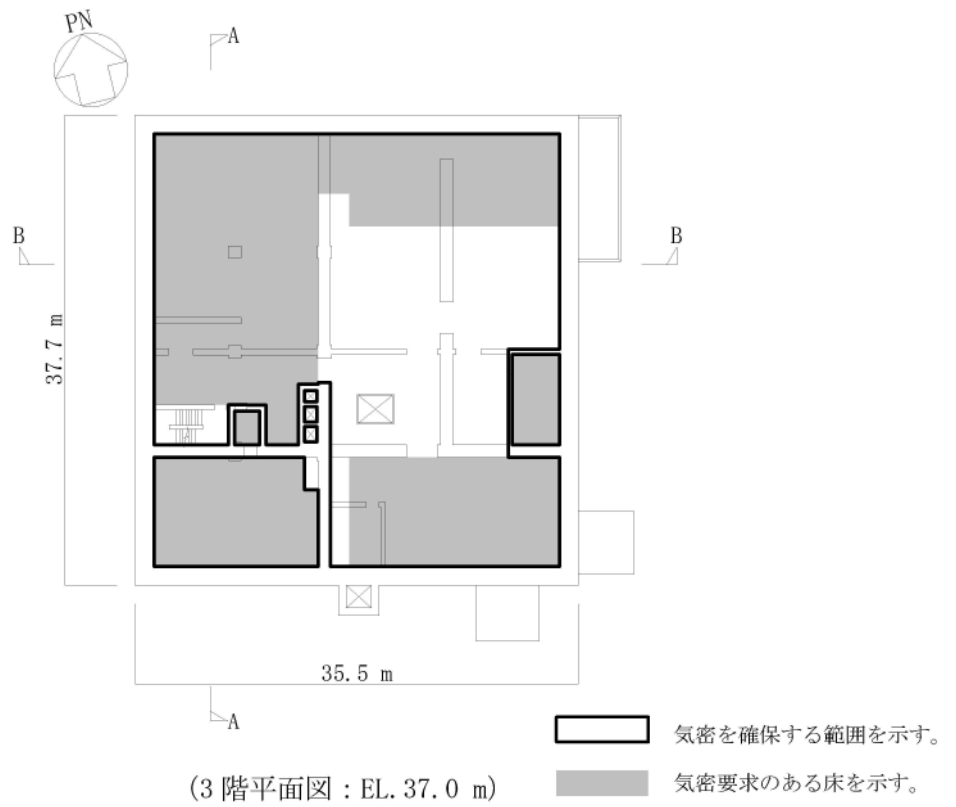 PN
A
B
B
37.7 m
35.5 m
A
気密を確保する範囲を示す。
気密要求のある床を示す。
(3 階平面図：EL.37.0 m)